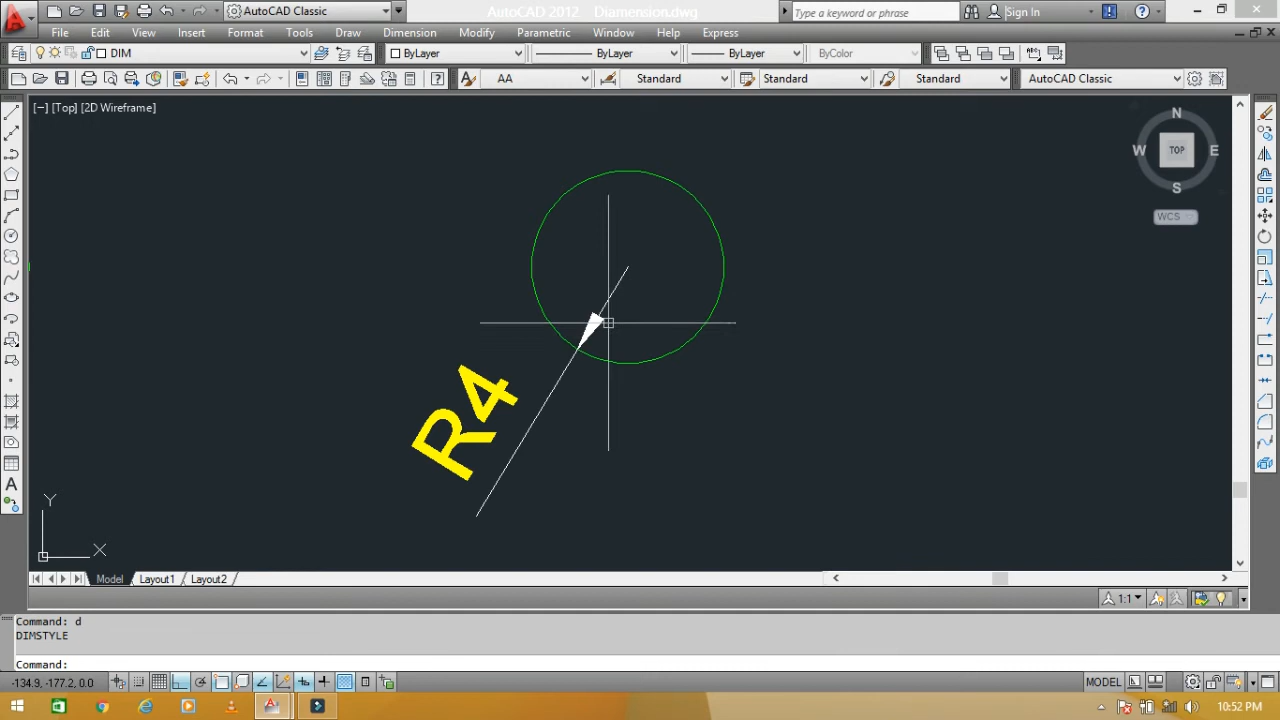 AutoCAD 2012 Diamension.dwg
AutoCAD Classic
Type a keyword or phrase
Sign In
File Edit View Insert Format Tools Draw Dimension Modify Parametric Window Help Express
DIM
ByLayer
ByLayer
ByLayer
ByColor
AA
Standard
Standard
Standard
AutoCAD Classic
[−] [Top] [2D Wireframe]
N
W TOP E
S
WCS
R4
Y
X
Model Layout1 Layout2
1:1
Command: d
DIMSTYLE
Command:
-134.9, -177.2, 0.0
MODEL
10:52 PM